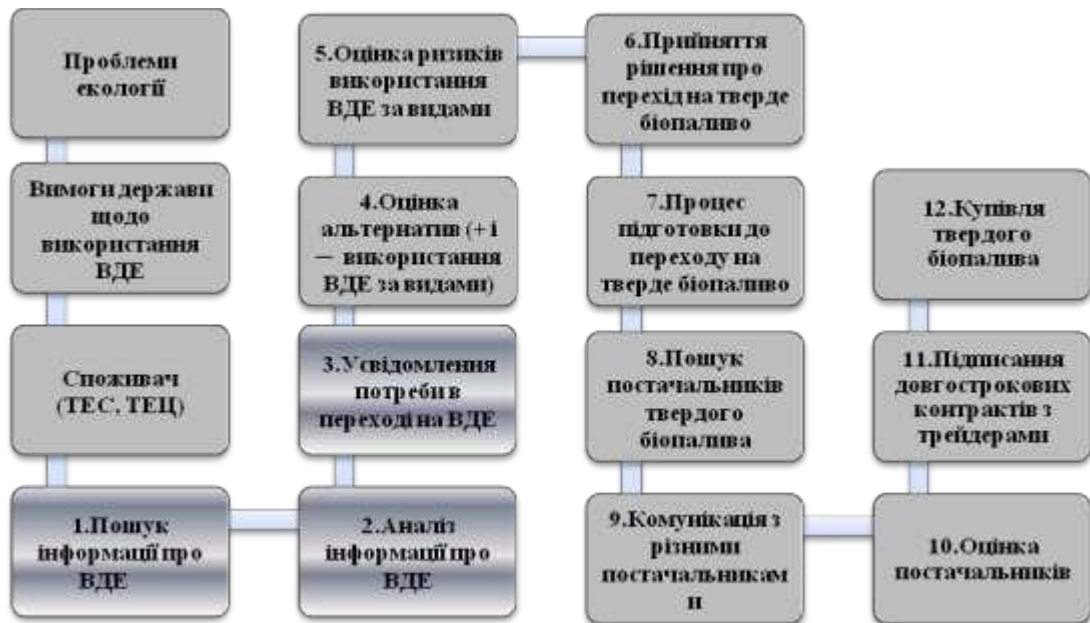 Проблеми
екології
Вимоги держави
щодо
використання
ВДЕ
Споживач
(ТЕС, ТЕЦ)
1.Пошук
інформації про
ВДЕ
2.Аналіз
інформації про
ВДЕ
3.Усвідомлення
потреби в
переході на ВДЕ
4.Оцінка
альтернатив (+ і
— використання
ВДЕ за видами)
5.Оцінка ризиків
використання
ВДЕ за видами
6.Прийняття
рішення про
перехід на тверде
біопаливо
7.Процес
підготовки до
переходу на
тверде біопаливо
8.Пошук
постачальників
твердого
біопалива
9.Комунікація з
різними
постачальникам
и
10.Оцінка
постачальників
11.Підписання
довгострокових
контрактів з
трейдерами
12.Купівля
твердого
біопалива